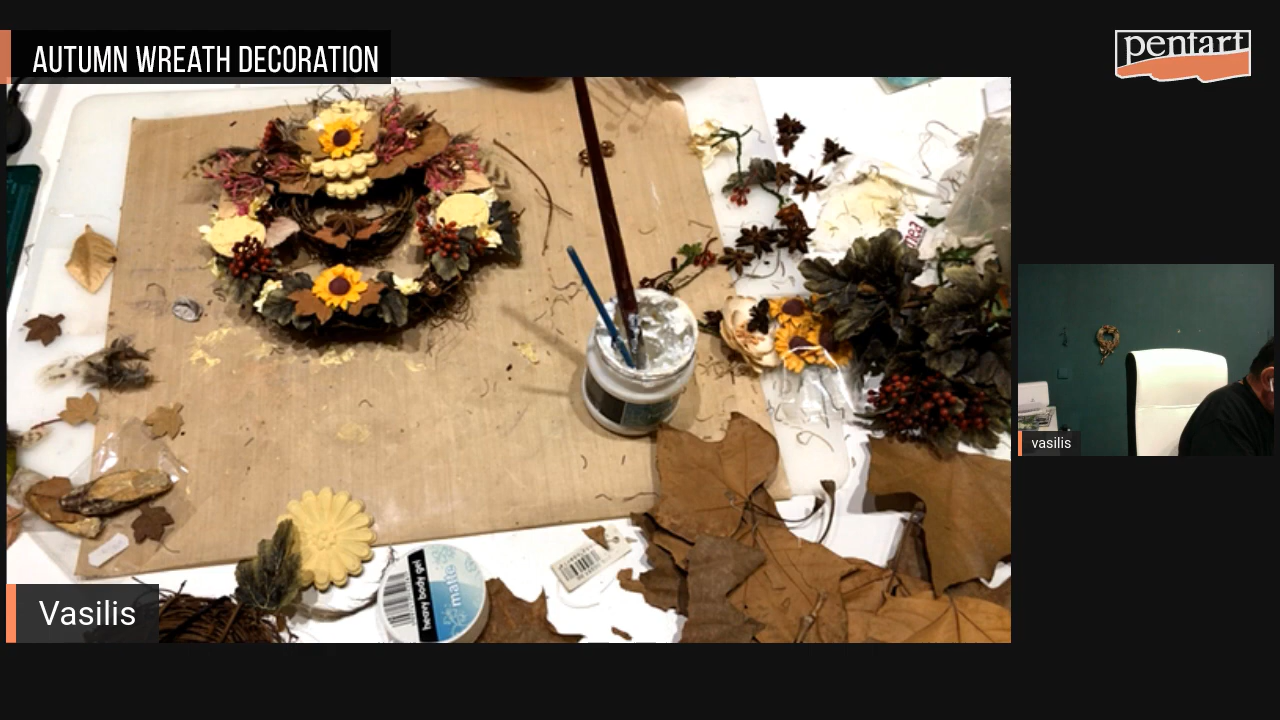 AUTUMN WREATH DECORATION
pentart
heavy body gel
matte
vasilis
Vasilis